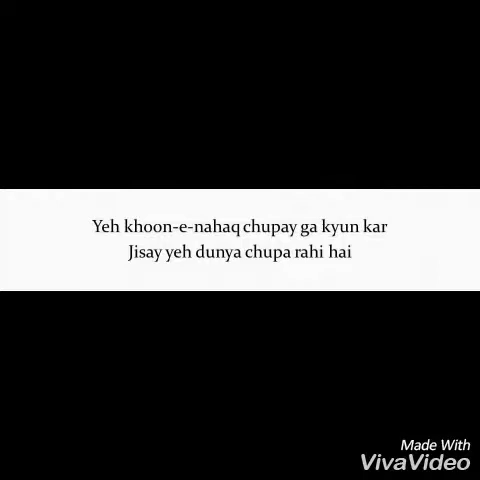 Yeh khoon-e-nahaq chupay ga kyun kar
Jisay yeh dunya chupa rahi hai
Made With
VivaVideo